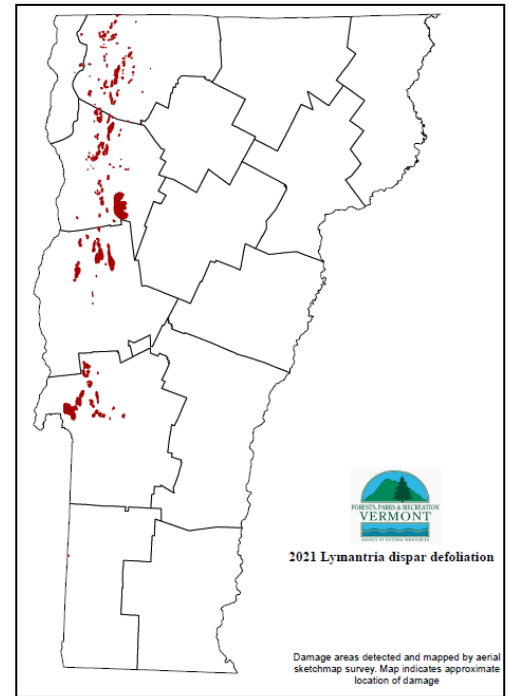 FORESTS, PARKS & RECREATION
VERMONT
AGENCY OF NATURAL RESOURCES
2021 Lymantria dispar defoliation
Damage areas detected and mapped by aerial
sketchmap survey. Map indicates approximate
location of damage